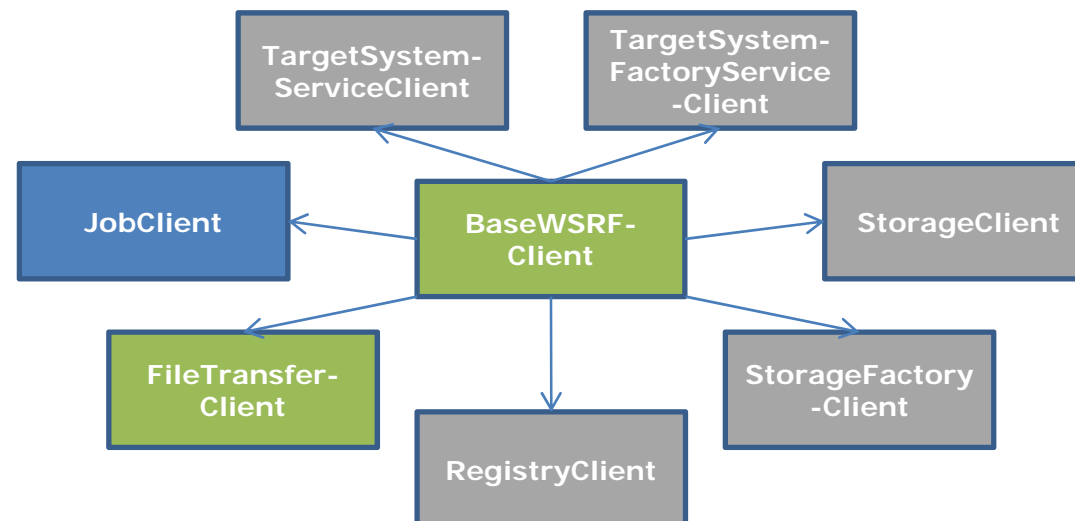 TargetSystem-
ServiceClient
TargetSystem-
FactoryService
-Client
JobClient
BaseWSRF-
Client
StorageClient
FileTransfer-
Client
StorageFactory
-Client
RegistryClient